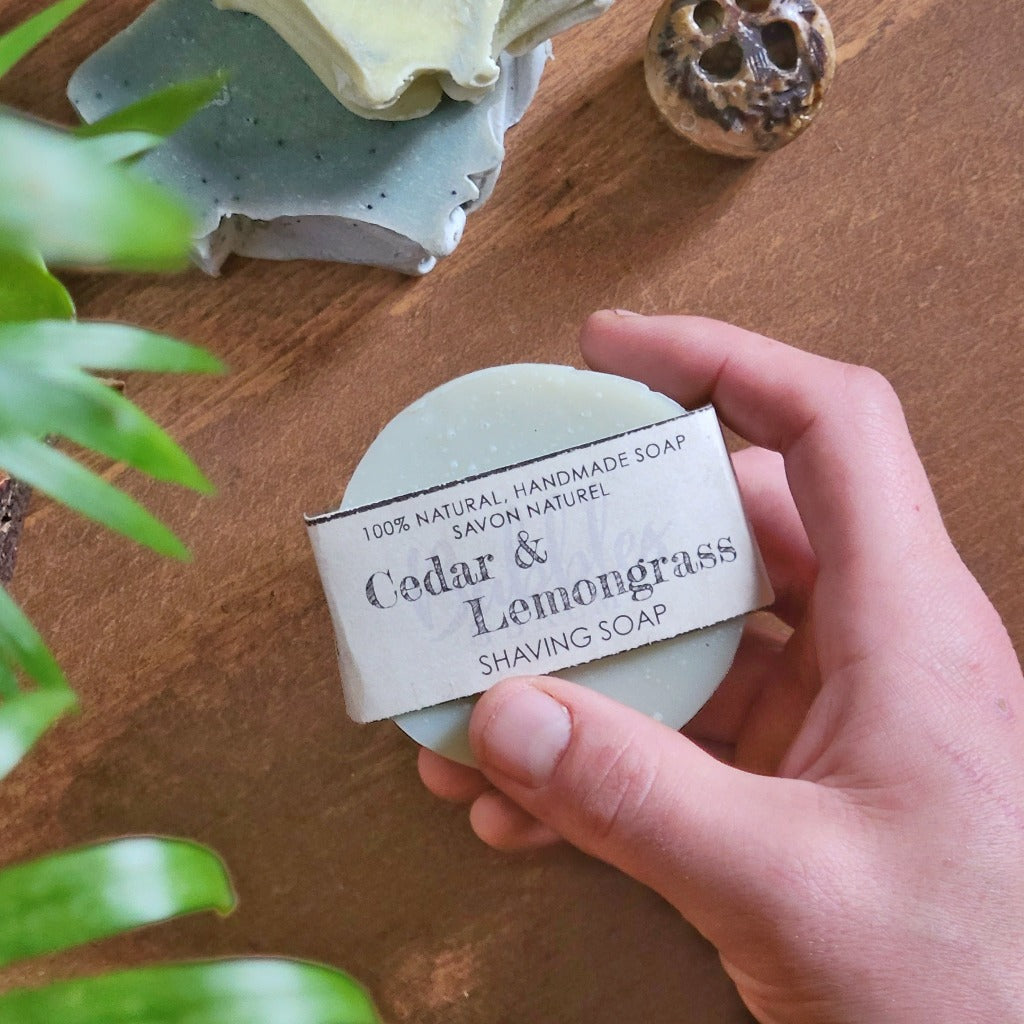 100% NATURAL, HANDMADE SOAP
SAVON NATUREL
Cedar &
Lemongrass
SHAVING SOAP